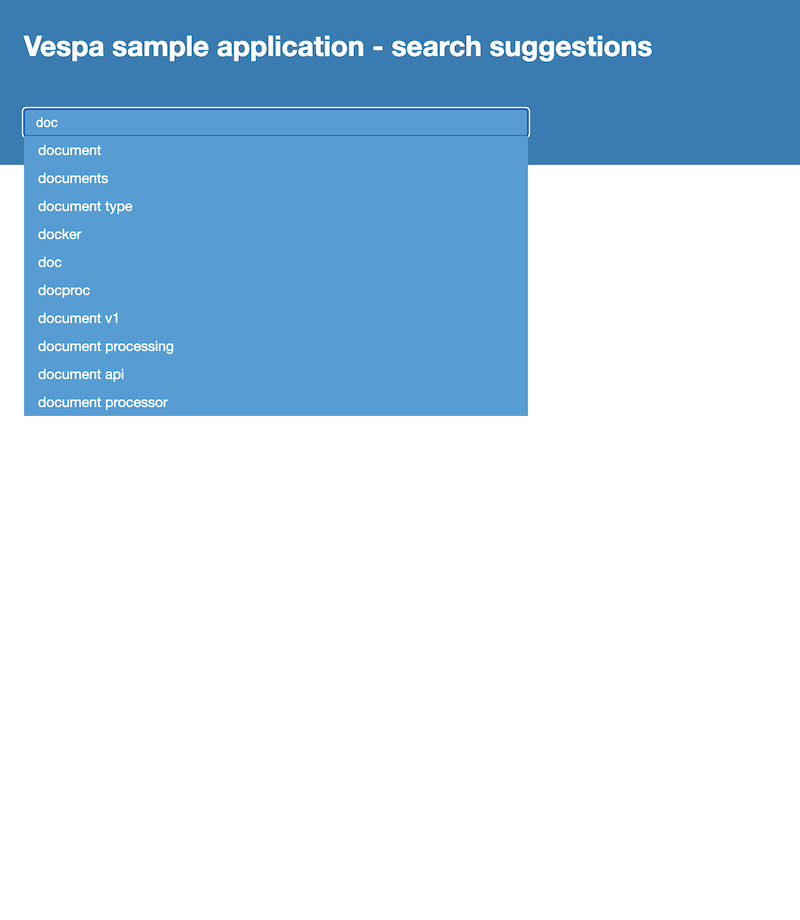 Vespa sample application - search suggestions
doc
document
documents
document type
docker
doc
docproc
document v1
document processing
document api
document processor